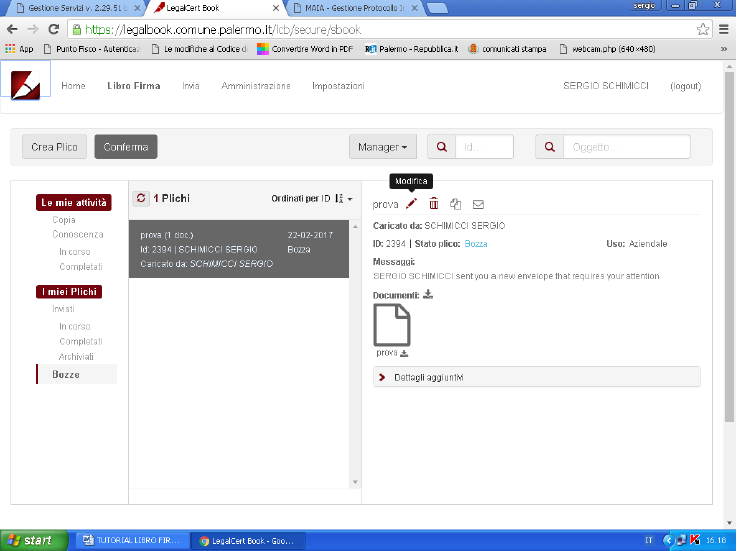 Gestione Servizi v. 2.29.51 b
LegalCert Book
MAIA - Gestione Protocollo I
sergio
https://legalbook.comune.palermo.it/lcb/secure/sbook
App
Punto Fisco - Autenticaz
Le modifiche al Codice d
Convertire Word in PDF
Palermo - Repubblica.it
comunicati stampa
webcam.php (640×480)
»
Home
Libro Firma
Invia
Amministrazione
Impostazioni
SERGIO SCHIMICCI
(logout)
Crea Plico
Conferma
Manager
Id...
Oggetto...
Le mie attività
Copia
Conoscenza
In corso
Completati
I miei Plichi
Inviati
In corso
Completati
Archiviati
Bozze
1 Plichi
Ordinati per ID
prova (1 doc.)
22-02-2017
Id: 2394 | SCHIMICCI SERGIO
Bozza
Caricato da: SCHIMICCI SERGIO
Modifica
prova
Caricato da: SCHIMICCI SERGIO
ID: 2394 | Stato plico: Bozza
Uso: Aziendale
Messaggi:
SERGIO SCHIMICCI sent you a new envelope that requires your attention
Documenti:
prova
Dettagli aggiuntivi
start
TUTORIAL LIBRO FIR...
LegalCert Book - Goo...
IT
16.18